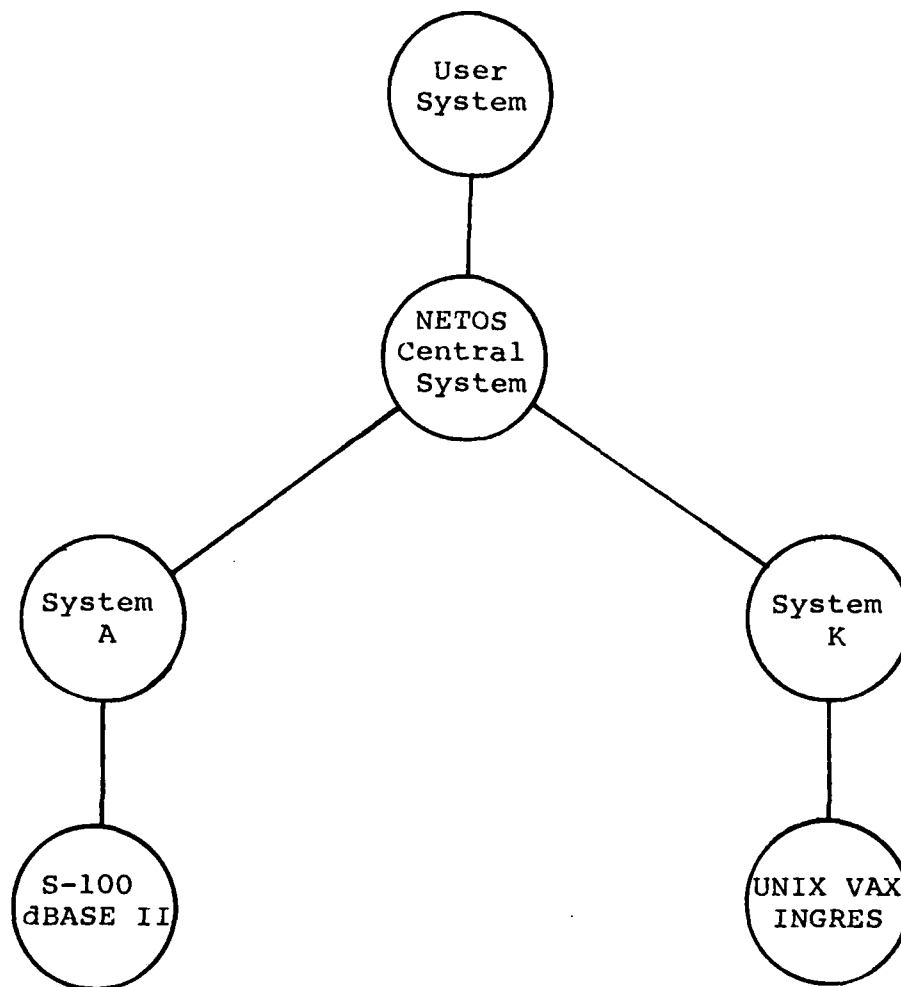 User
System
NETOS
Central
System
System
A
System
K
S-100
dBASE II
UNIX VAX
INGRES